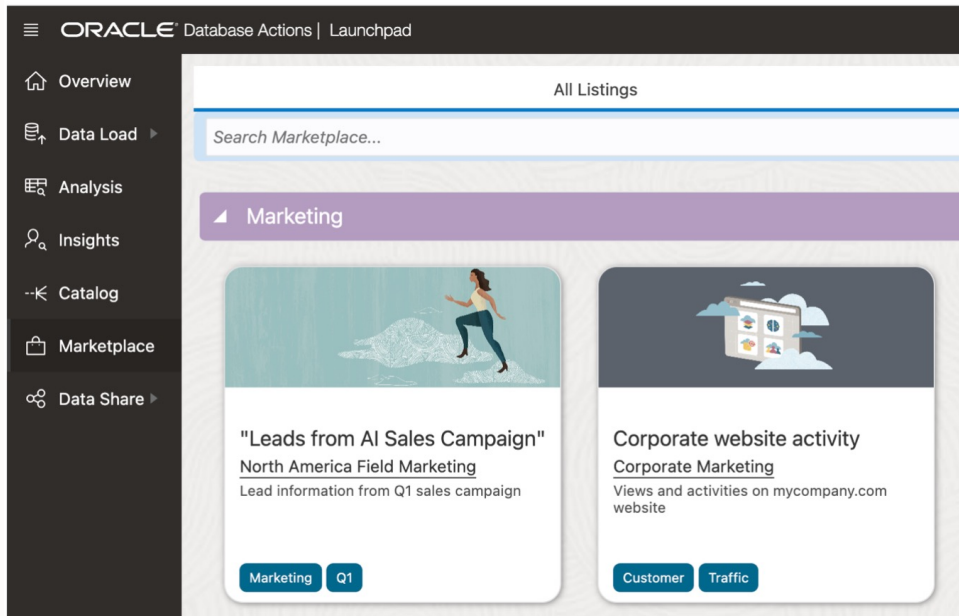 ORACLE Database Actions | Launchpad
Overview
Data Load
Analysis
Insights
Catalog
Marketplace
Data Share
All Listings
Search Marketplace...
Marketing
"Leads from AI Sales Campaign"
North America Field Marketing
Lead information from Q1 sales campaign
Marketing Q1
Corporate website activity
Corporate Marketing
Views and activities on mycompany.com
website
Customer Traffic